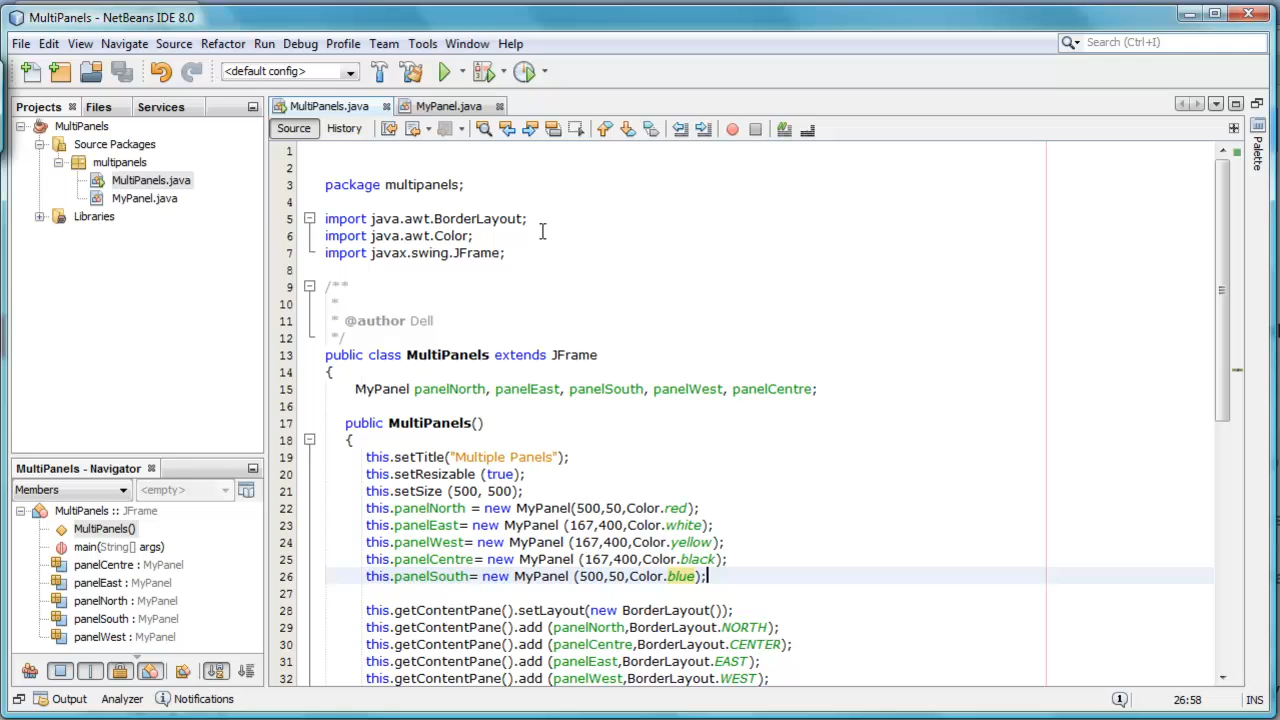 MultiPanels - NetBeans IDE 8.0
File Edit View Navigate Source Refactor Run Debug Profile Team Tools Window Help
Search (Ctrl+I)
<default config>
Projects Files Services
MultiPanels.java MyPanel.java
Source History
Palette
MultiPanels
Source Packages
multipanels
MultiPanels.java
MyPanel.java
Libraries
1
2
3 package multipanels;
4
5 import java.awt.BorderLayout;
6 import java.awt.Color;
7 import javax.swing.JFrame;
8
9 /**
10 *
11 * @author Dell
12 */
13 public class MultiPanels extends JFrame
14 {
15 MyPanel panelNorth, panelEast, panelSouth, panelWest, panelCentre;
16
17 public MultiPanels()
18 {
19 this.setTitle("Multiple Panels");
20 this.setResizable (true);
21 this.setSize (500, 500);
22 this.panelNorth = new MyPanel(500,50,Color.red);
23 this.panelEast= new MyPanel (167,400,Color.white);
24 this.panelWest= new MyPanel (167,400,Color.yellow);
25 this.panelCentre= new MyPanel (167,400,Color.black);
26 this.panelSouth= new MyPanel (500,50,Color.blue);
28 this.getContentPane().setLayout(new BorderLayout());
29 this.getContentPane().add (panelNorth,BorderLayout.NORTH);
30 this.getContentPane().add (panelCentre,BorderLayout.CENTER);
31 this.getContentPane().add (panelEast,BorderLayout.EAST);
32 this.getContentPane().add (panelWest,BorderLayout.WEST);
MultiPanels - Navigator
Members <empty>
MultiPanels :: JFrame
MultiPanels()
main(String[] args)
panelCentre : MyPanel
panelEast : MyPanel
panelNorth : MyPanel
panelSouth : MyPanel
panelWest : MyPanel
Output Analyzer Notifications
1 26:58 INS